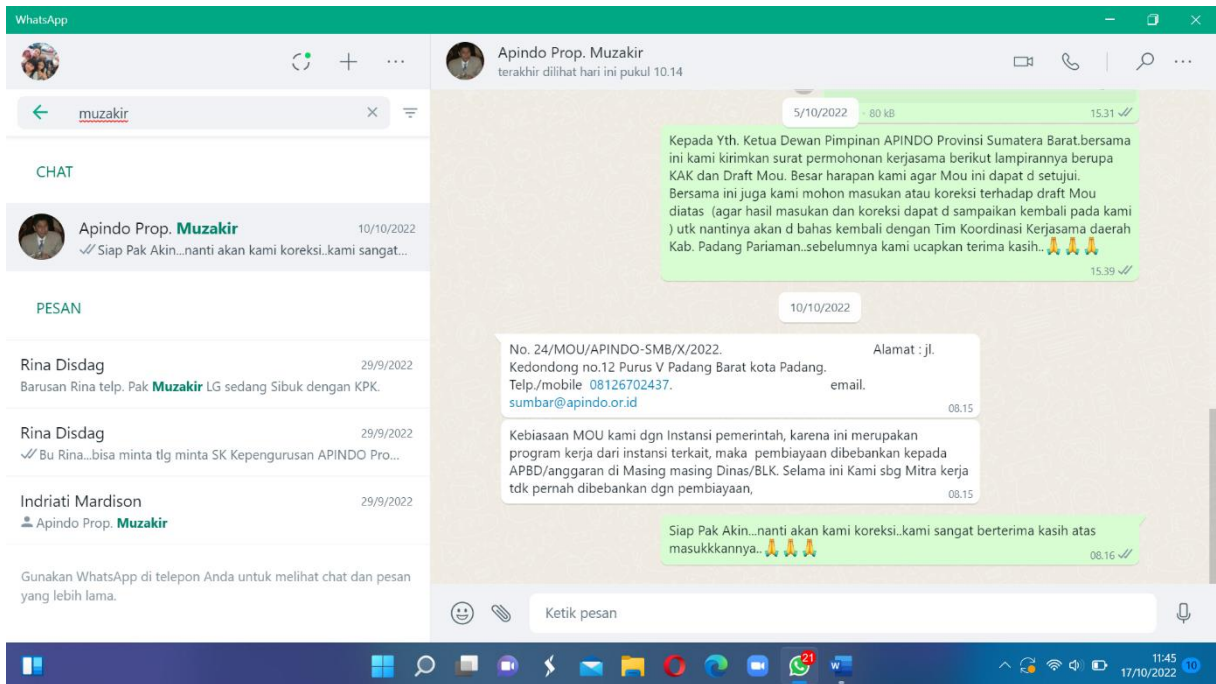 WhatsApp
muzakir
CHAT
Apindo Prop. Muzakir 10/10/2022
Siap Pak Akin...nanti akan kami koreksi..kami sangat...
PESAN
Rina Disdag 29/9/2022
Barusan Rina telp. Pak Muzakir LG sedang Sibuk dengan KPK.
Rina Disdag 29/9/2022
Bu Rina...bisa minta tlg minta SK Kepengurusan APINDO Pro...
Indriati Mardison 29/9/2022
Apindo Prop. Muzakir
Gunakan WhatsApp di telepon Anda untuk melihat chat dan pesan
yang lebih lama.
Apindo Prop. Muzakir
terakhir dilihat hari ini pukul 10.14
5/10/2022 · 80 kB 15.31
Kepada Yth. Ketua Dewan Pimpinan APINDO Provinsi Sumatera Barat.bersama
ini kami kirimkan surat permohonan kerjasama berikut lampirannya berupa
KAK dan Draft Mou. Besar harapan kami agar Mou ini dapat d setujui.
Bersama ini juga kami mohon masukan atau koreksi terhadap draft Mou
diatas (agar hasil masukan dan koreksi dapat d sampaikan kembali pada kami
) utk nantinya akan d bahas kembali dengan Tim Koordinasi Kerjasama daerah
Kab. Padang Pariaman..sebelumnya kami ucapkan terima kasih.. 🙏 🙏 🙏
15.39
10/10/2022
No. 24/MOU/APINDO-SMB/X/2022. Alamat : jl.
Kedondong no.12 Purus V Padang Barat kota Padang.
Telp./mobile 08126702437. email.
sumbar@apindo.or.id 08.15
Kebiasaan MOU kami dgn Instansi pemerintah, karena ini merupakan
program kerja dari instansi terkait, maka pembiayaan dibebankan kepada
APBD/anggaran di Masing masing Dinas/BLK. Selama ini Kami sbg Mitra kerja
tdk pernah dibebankan dgn pembiayaan, 08.15
Siap Pak Akin...nanti akan kami koreksi..kami sangat berterima kasih atas
masukkkannya.. 🙏 🙏 🙏 08.16
Ketik pesan
21
11:45
17/10/2022 10